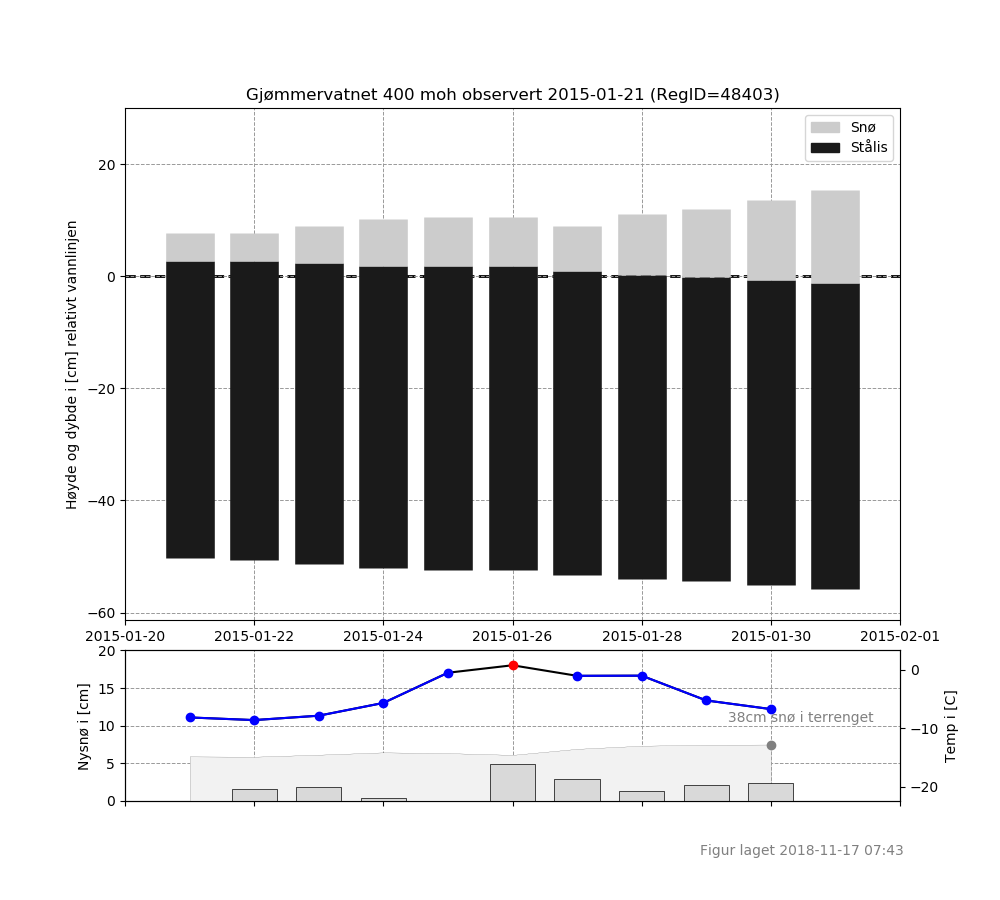 Gjømmervatnet 400 moh observert 2015-01-21 (RegID=48403)
Snø
Stålis
Høyde og dybde i [cm] relativt vannlinjen
20
0
−20
−40
−60
2015-01-20 2015-01-22 2015-01-24 2015-01-26 2015-01-28 2015-01-30 2015-02-01
Nysnø i [cm]
20
15
10
5
0
38cm snø i terrenget
0
−10
−20
Temp i [C]
Figur laget 2018-11-17 07:43